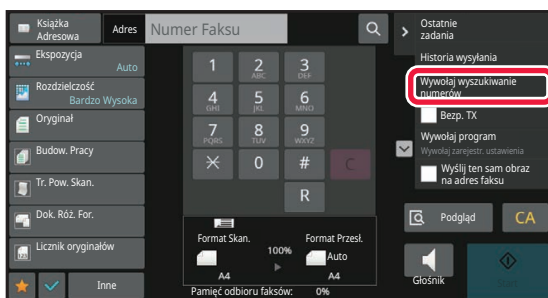 Książka
Adresowa
Adres
Numer Faksu
Ekspozycja
Auto
Rozdzielczość
Bardzo Wysoka
Oryginał
Budow. Pracy
Tr. Pow. Skan.
Dok. Róż. For.
Licznik oryginałów
Inne
1
2
ABC
3
DEF
4
GHI
5
JKL
6
MNO
7
PQRS
8
TUV
9
WXYZ
0
#
C
R
Format Skan.
100%
Format Przesł.
Auto
A4
A4
Pamięć odbioru faksów: 0%
Ostatnie
zadania
Historia wysyłania
Wywołaj wyszukiwanie
numerów
Bezp. TX
Wywołaj program
Wywołaj zarejestr. ustawienia
Wyślij ten sam obraz
na adres faksu
Podgląd
CA
Głośnik
Start